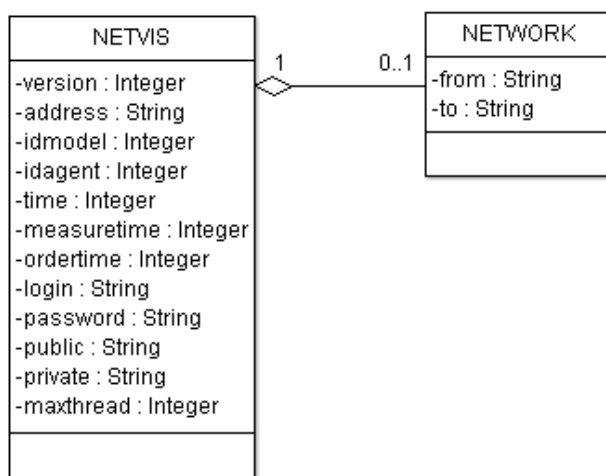 NETVIS
-version : Integer
-address : String
-idmodel : Integer
-idagent : Integer
-time : Integer
-measuretime : Integer
-ordertime : Integer
-login : String
-password : String
-public : String
-private : String
-maxthread : Integer
1
0..1
NETWORK
-from : String
-to : String